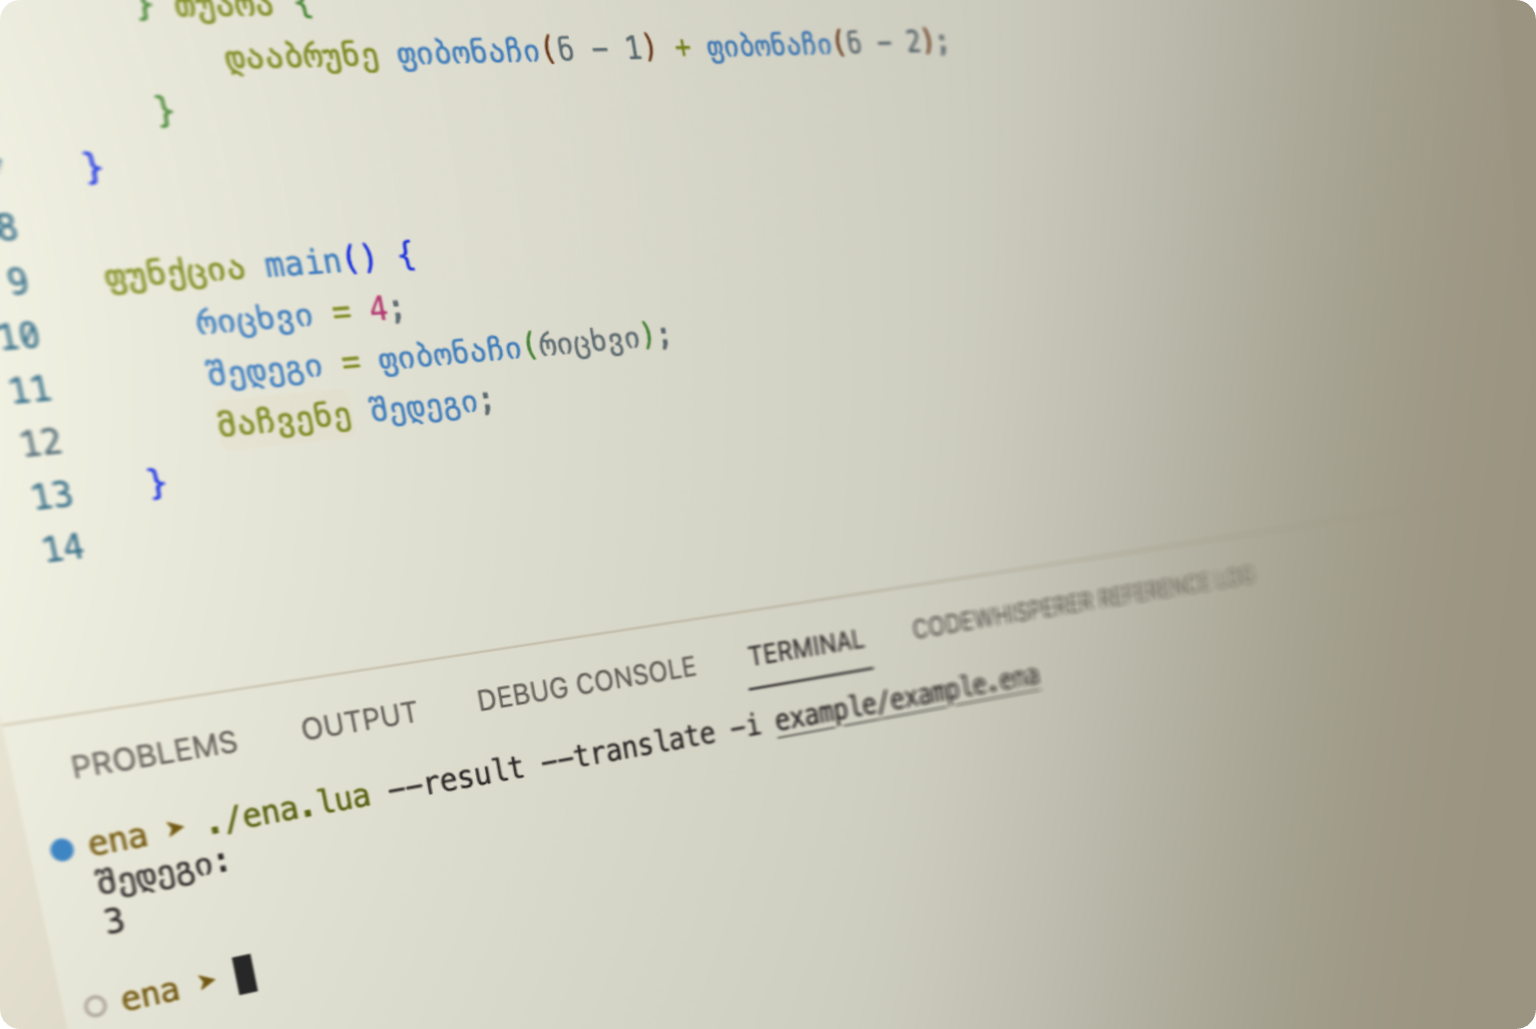 } თუარა {
დააბრუნე ფიბონაჩი(ნ - 1) + ფიბონაჩი(ნ - 2);
}
}
8
9 ფუნქცია main() {
10 რიცხვი = 4;
11 შედეგი = ფიბონაჩი(რიცხვი);
12 მაჩვენე შედეგი;
13 }
14
PROBLEMS OUTPUT DEBUG CONSOLE TERMINAL CODEWHISPERER REFERENCE LOG
ena ➤ ./ena.lua --result --translate -i example/example.ena
შედეგი:
3
ena ➤